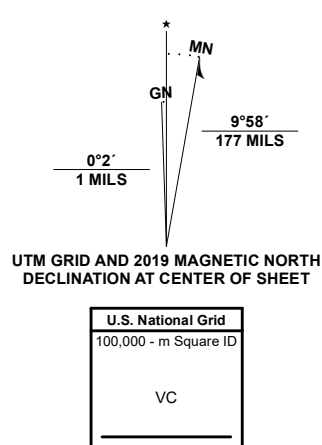 ★
MN
GN
9°58´
177 MILS
0°2´
1 MILS
UTM GRID AND 2019 MAGNETIC NORTH
DECLINATION AT CENTER OF SHEET
U.S. National Grid
100,000 - m Square ID
VC